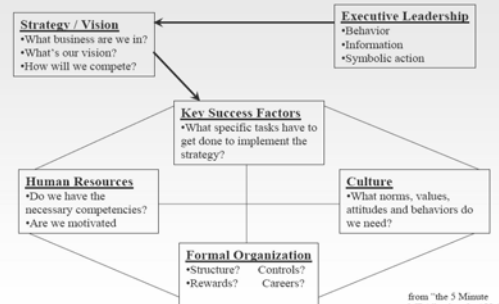 Strategy / Vision
•What business are we in?
•What's our vision?
•How will we compete?
Executive Leadership
•Behavior
•Information
•Symbolic action
Key Success Factors
•What specific tasks have to
get done to implement the
strategy?
Human Resources
•Do we have the
necessary competencies?
•Are we motivated
Culture
•What norms, values,
attitudes and behaviors do
we need?
Formal Organization
•Structure? Controls?
•Rewards? Careers?
from "the 5 Minute